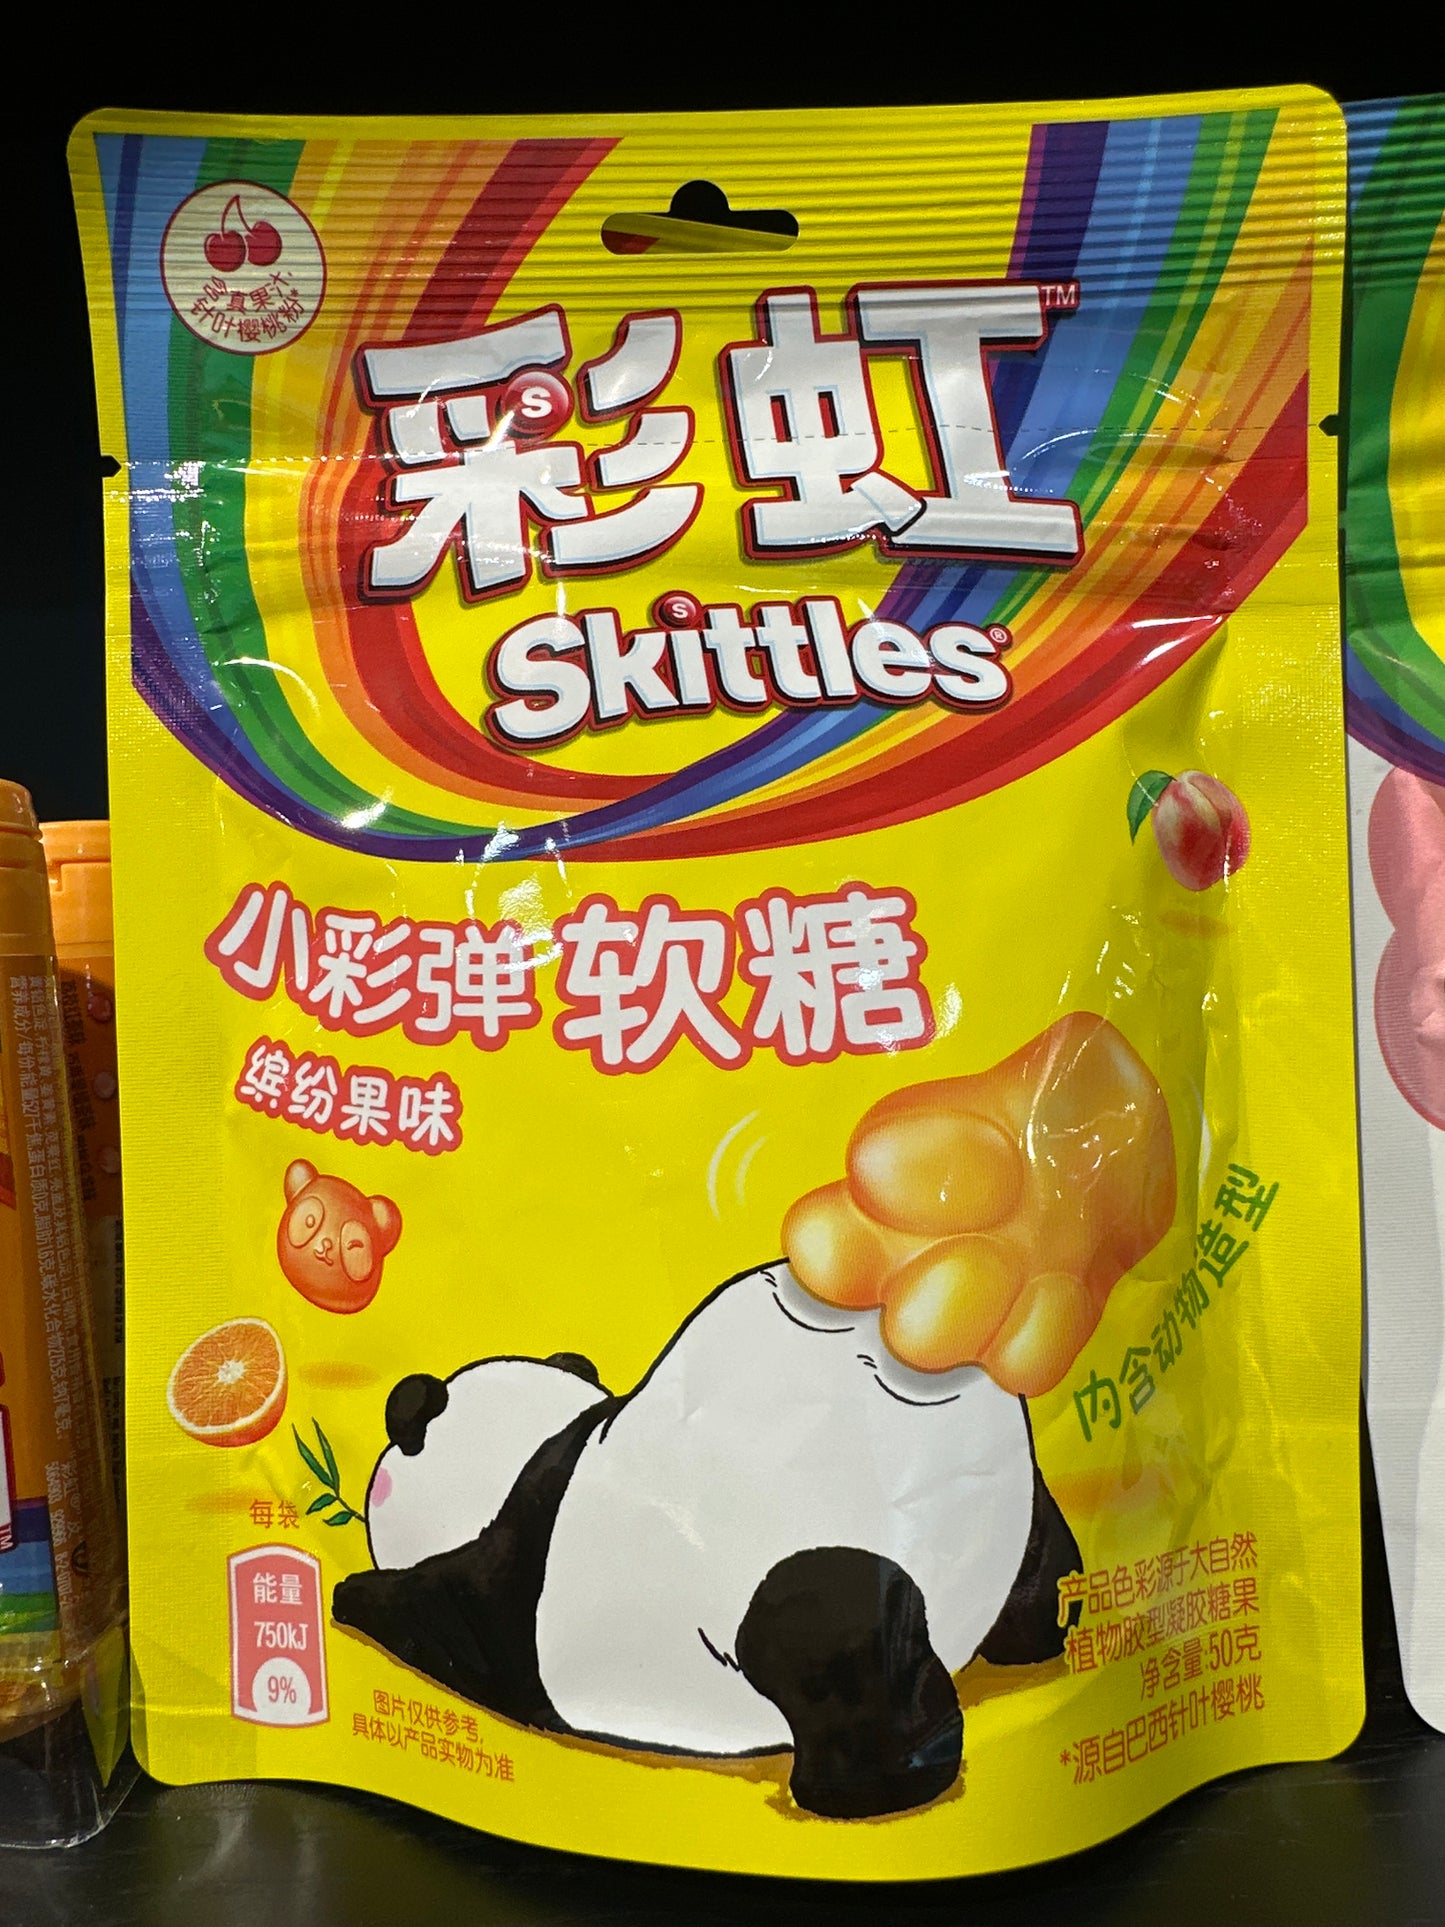 含真果汁、
针叶樱桃粉*
彩虹™
S
Skittles®
S
小彩弹软糖
缤纷果味
内含动物造型
每袋
能量
750kJ
9%
图片仅供参考,
具体以产品实物为准
产品色彩源于大自然
植物胶型凝胶糖果
净含量:50克
*源自巴西针叶樱桃